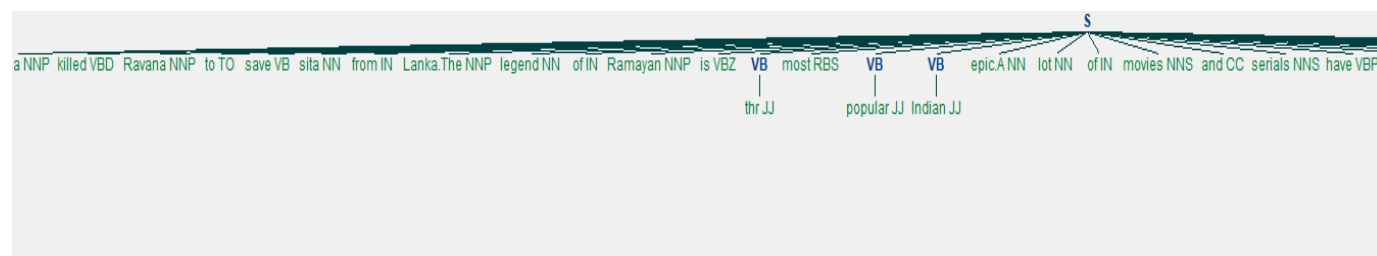 S
a NNP killed VBD Ravana NNP to TO save VB sita NN from IN Lanka.The NNP legend NN of IN Ramayan NNP is VBZ VB most RBS VB VB epic.A NN lot NN of IN movies NNS and CC serials NNS have VBP
thr JJ popular JJ Indian JJ